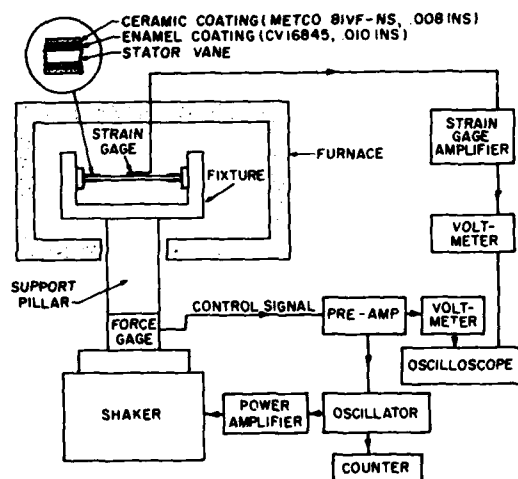 CERAMIC COATING (METCO 81VF-NS, .008 INS)
ENAMEL COATING (CV16845, .010 INS)
STATOR VANE
STRAIN
GAGE
FURNACE
FIXTURE
STRAIN
GAGE
AMPLIFIER
VOLT-
METER
SUPPORT
PILLAR
FORCE
GAGE
CONTROL SIGNAL
PRE-AMP
VOLT-
METER
OSCILLOSCOPE
SHAKER
POWER
AMPLIFIER
OSCILLATOR
COUNTER